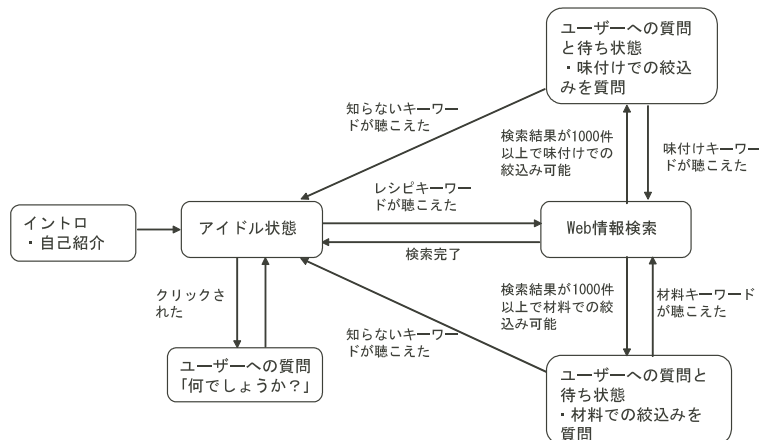 ユーザーへの質問
と待ち状態
・味付けでの絞込
みを質問
知らないキーワー
ドが聴こえた
検索結果が1000件
以上で味付けでの
絞込み可能
味付けキーワー
ドが聴こえた
レシピキーワー
ドが聴こえた
イントロ
・自己紹介
アイドル状態
Web情報検索
検索完了
クリックさ
れた
検索結果が1000件
以上で材料での絞
込み可能
材料キーワード
が聴こえた
知らないキーワー
ドが聴こえた
ユーザーへの質問
「何でしょうか？」
ユーザーへの質問と
待ち状態
・材料での絞込みを
質問